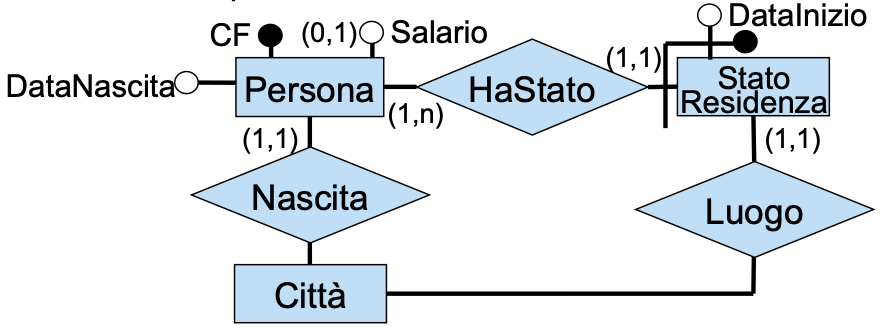 DataInizio
CF
(0,1)
Salario
DataNascita
Persona
(1,n)
HaStato
(1,1)
Stato
Residenza
(1,1)
(1,1)
Nascita
Luogo
Città